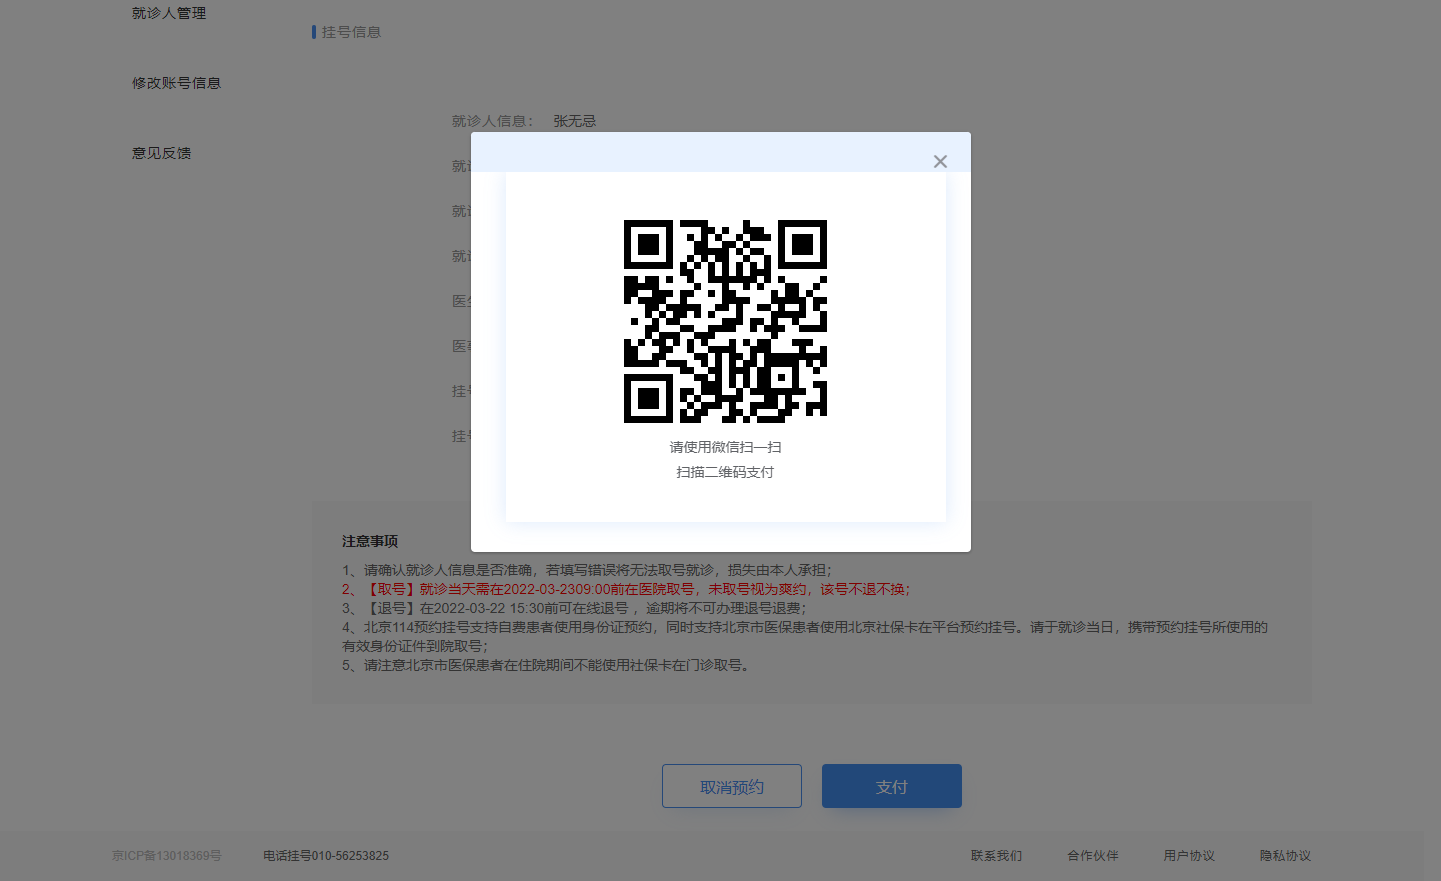 就诊人管理
挂号信息
修改账号信息
就诊人信息： 张无忌
意见反馈
就
就
就
医
医
挂
挂
请使用微信扫一扫
扫描二维码支付
注意事项
1、请确认就诊人信息是否准确，若填写错误将无法取号就诊，损失由本人承担；
2、【取号】就诊当天需在2022-03-2309:00前在医院取号，未取号视为爽约，该号不退不换；
3、【退号】在2022-03-22 15:30前可在线退号 ，逾期将不可办理退号退费；
4、北京114预约挂号支持自费患者使用身份证预约，同时支持北京市医保患者使用北京社保卡在平台预约挂号。请于就诊当日，携带预约挂号所使用的
有效身份证件到院取号；
5、请注意北京市医保患者在住院期间不能使用社保卡在门诊取号。
取消预约 支付
京ICP备13018369号 电话挂号010-56253825 联系我们 合作伙伴 用户协议 隐私协议